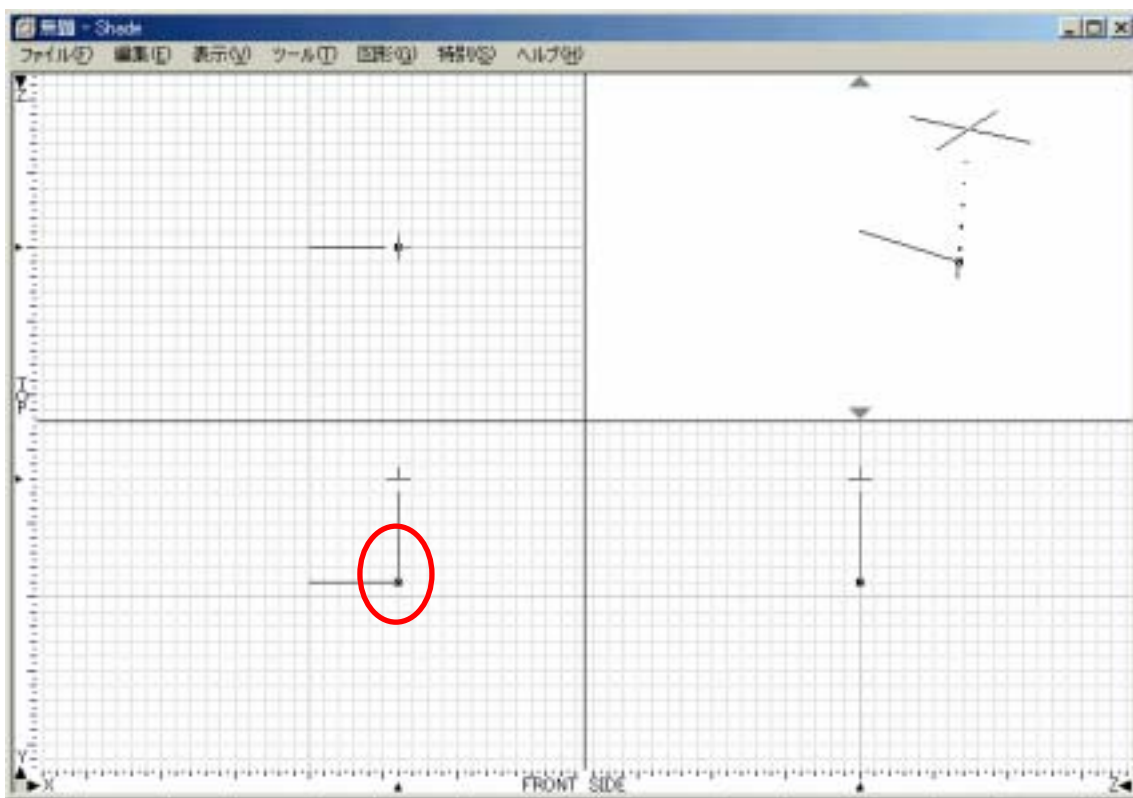 無題 - Shade
ファイル(F) 編集(E) 表示(V) ツール(T) 図形(G) 特別(S) ヘルプ(H)
Z
TOP
Y
X FRONT SIDE Z